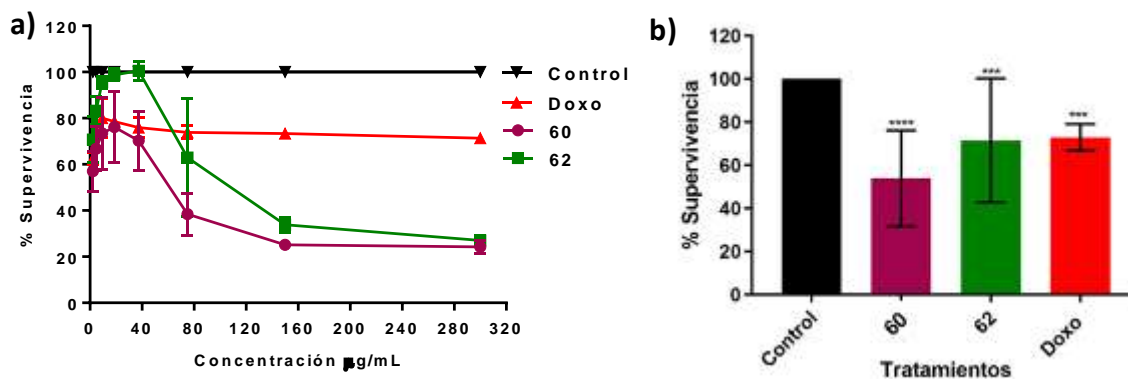 a)
% Supervivencia
120
100
80
60
40
20
0
0 40 80 120 160 200 240 280 320
Concentración µg/mL
Control
Doxo
60
62
b)
% Supervivencia
120
100
80
60
40
20
0
**** *** ***
Control 60 62 Doxo
Tratamientos